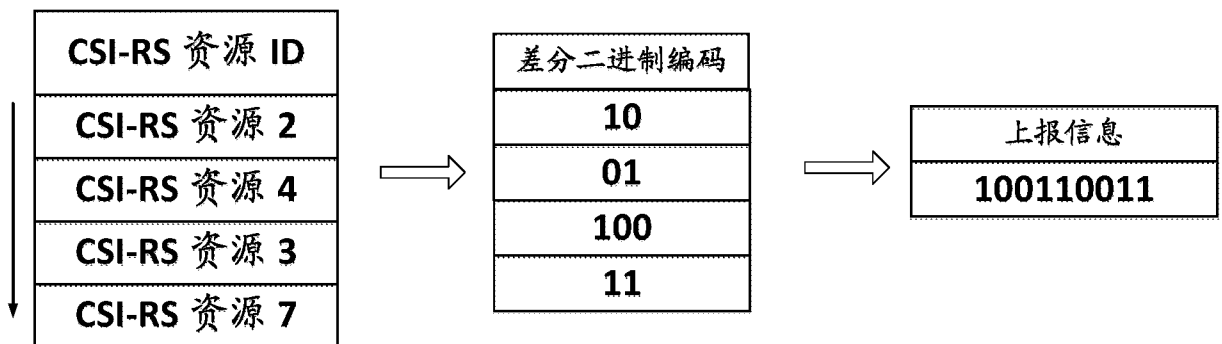 CSI-RS 资源 ID
CSI-RS 资源 2
CSI-RS 资源 4
CSI-RS 资源 3
CSI-RS 资源 7
差分二进制编码
10
01
100
11
上报信息
100110011